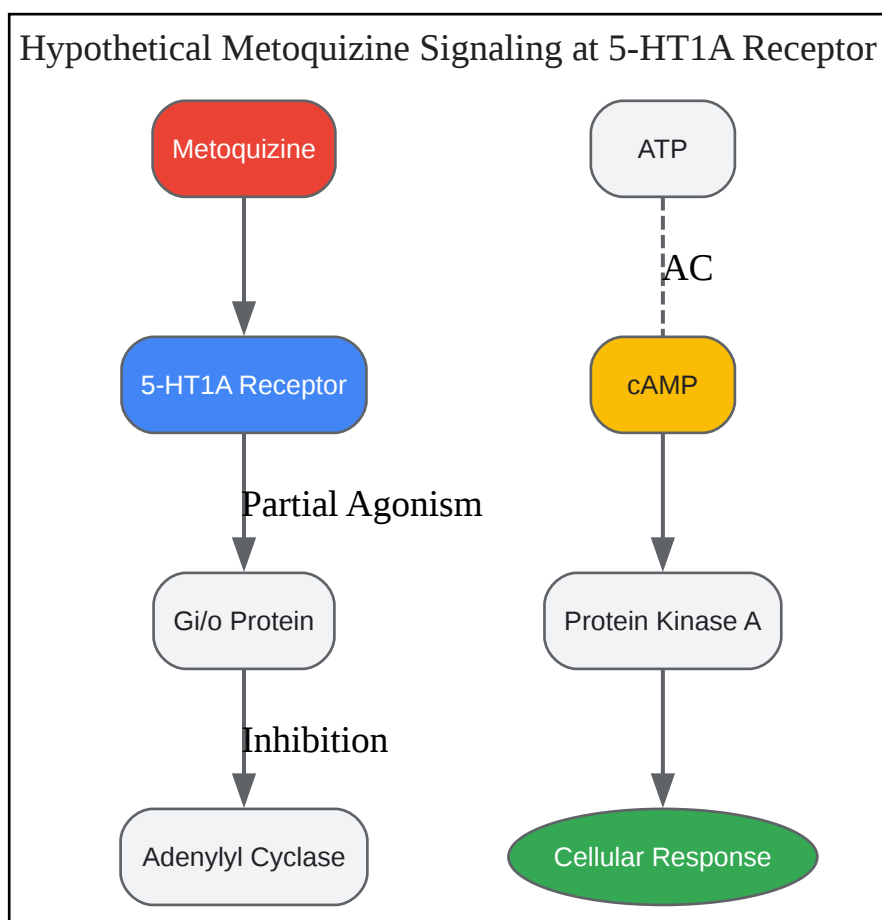 Hypothetical Metoquizine Signaling at 5-HT1A Receptor
Metoquizine
ATP
AC
5-HT1A Receptor
cAMP
Partial Agonism
Gi/o Protein
Protein Kinase A
Inhibition
Adenylyl Cyclase
Cellular Response